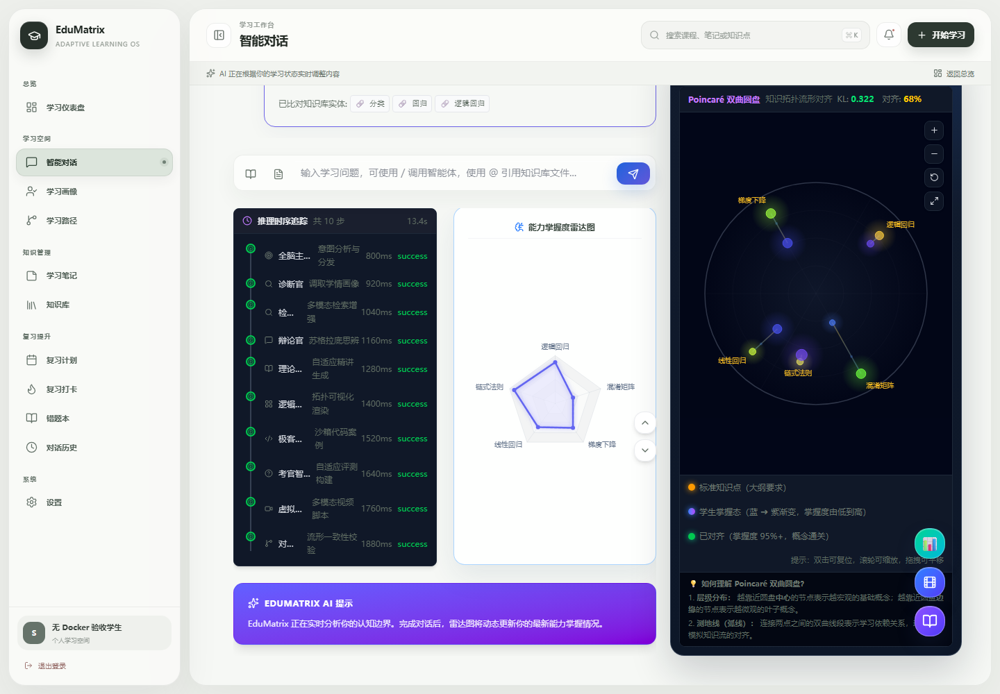 EduMatrix
ADAPTIVE LEARNING OS
总览
学习仪表盘
学习空间
智能对话
学习画像
学习路径
知识管理
学习笔记
知识库
复习提升
复习计划
复习打卡
错题本
对话历史
系统
设置
S
无 Docker 验收学生
个人学习空间
退出登录
学习工作台
智能对话
搜索课程、笔记或知识点
⌘K
开始学习
AI 正在根据你的学习状态实时调整内容
返回总览
已比对知识库实体:
分类
回归
逻辑回归
输入学习问题，可使用 / 调用智能体，使用 @ 引用知识库文件...
推理时序追踪 共 10 步 13.4s
全脑主... 意图分析与分发 800ms success
诊断官 调取学情画像 920ms success
检... 多模态检索增强 1040ms success
辩论官 苏格拉底思辨 1160ms success
理论... 自适应精讲生成 1280ms success
逻辑... 拓扑可视化渲染 1400ms success
极客... 沙箱代码案例 1520ms success
考官智... 自适应评测构建 1640ms success
虚拟... 多模态视频脚本 1760ms success
对... 流形一致性校验 1880ms success
能力掌握度雷达图
逻辑回归
链式法则
混淆矩阵
线性回归
梯度下降
EDUMATRIX AI 提示
EduMatrix 正在实时分析你的认知边界。完成对话后，雷达图将动态更新你的最新能力掌握情况。
Poincaré 双曲圆盘 知识拓扑流形对齐 KL: 0.322 对齐: 68%
梯度下降
逻辑回归
线性回归
链式法则
混淆矩阵
标准知识点（大纲要求）
学生掌握态（蓝 → 紫渐变，掌握度由低到高）
已对齐（掌握度 95%+，概念通关）
提示：双击可复位，滚轮可缩放，拖拽可平移
如何理解 Poincaré 双曲圆盘?
1. 层级分布： 越靠近圆盘中心的节点表示越宏观的基础概念；越靠近圆盘边
缘的节点表示越微观的叶子概念。
2. 测地线（弧线）： 连接两点之间的双曲线段表示学习依赖关系，
模拟知识流的对齐。